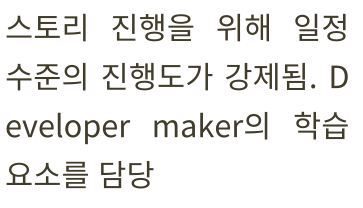 스토리 진행을 위해 일정
수준의 진행도가 강제됨. D
eveloper maker의 학습
요소를 담당